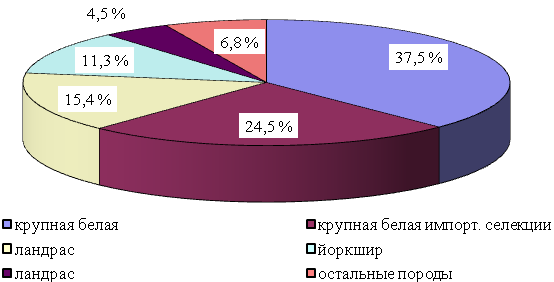 4,5%
6,8%
11,3%
37,5%
15,4%
24,5%
крупная белая
крупная белая импорт. селекции
ландрас
йоркшир
ландрас
остальные породы